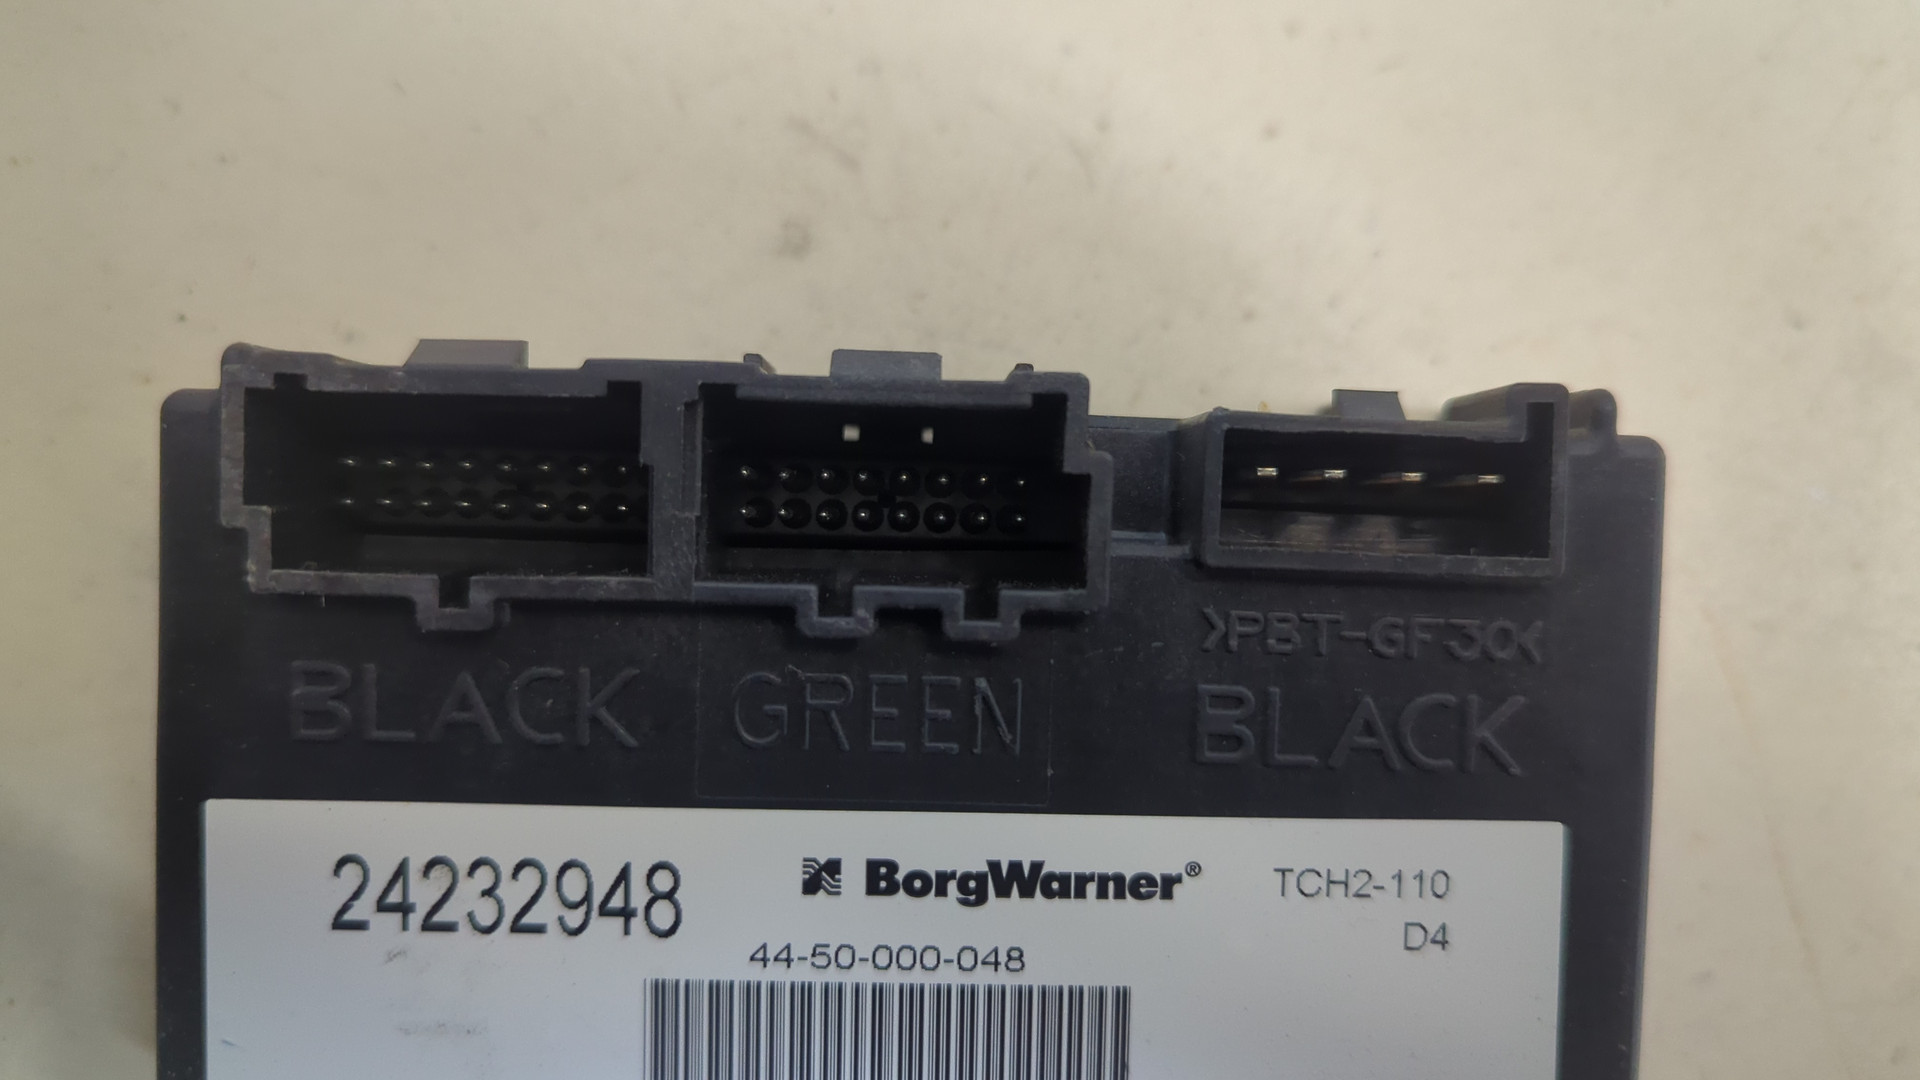 BLACK GREEN BLACK
>PBT-GF30<
24232948
BorgWarner®
TCH2-110
D4
44-50-000-048